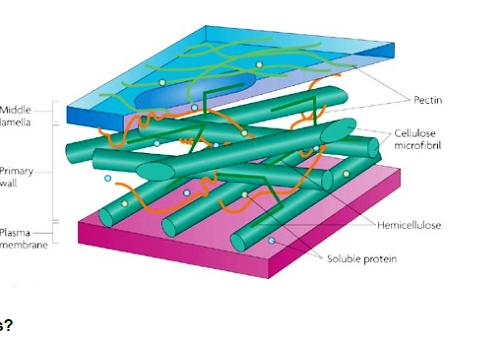 Middle
lamella
Primary
wall
Plasma
membrane
Pectin
Cellulose
microfibril
Hemicellulose
Soluble protein
s?